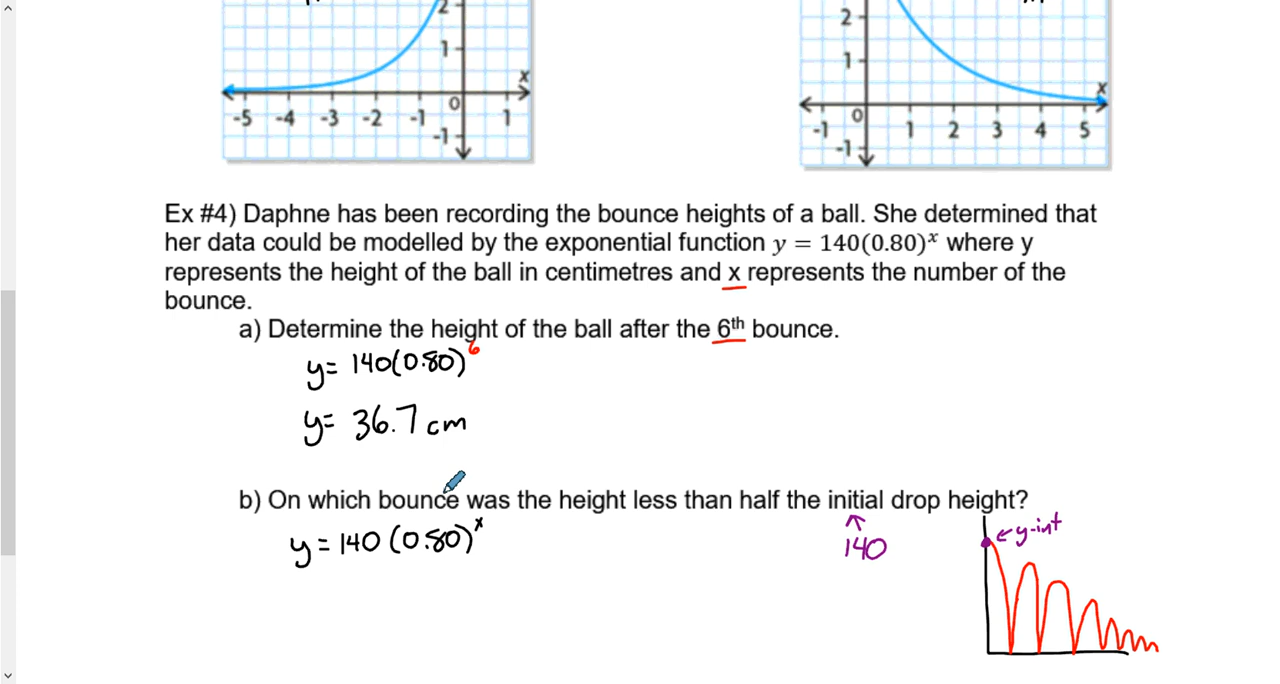 2
1
x
0
-5 -4 -3 -2 -1 1
-1
2
1
x
0
-1 1 2 3 4 5
-1
Ex #4) Daphne has been recording the bounce heights of a ball. She determined that
her data could be modelled by the exponential function y = 140(0.80)ˣ where y
represents the height of the ball in centimetres and x represents the number of the
bounce.
a) Determine the height of the ball after the 6th bounce.
y= 140(0.80)⁶
y= 36.7 cm
b) On which bounce was the height less than half the initial drop height?
y = 140 (0.80)ˣ
↑
140
← y-int